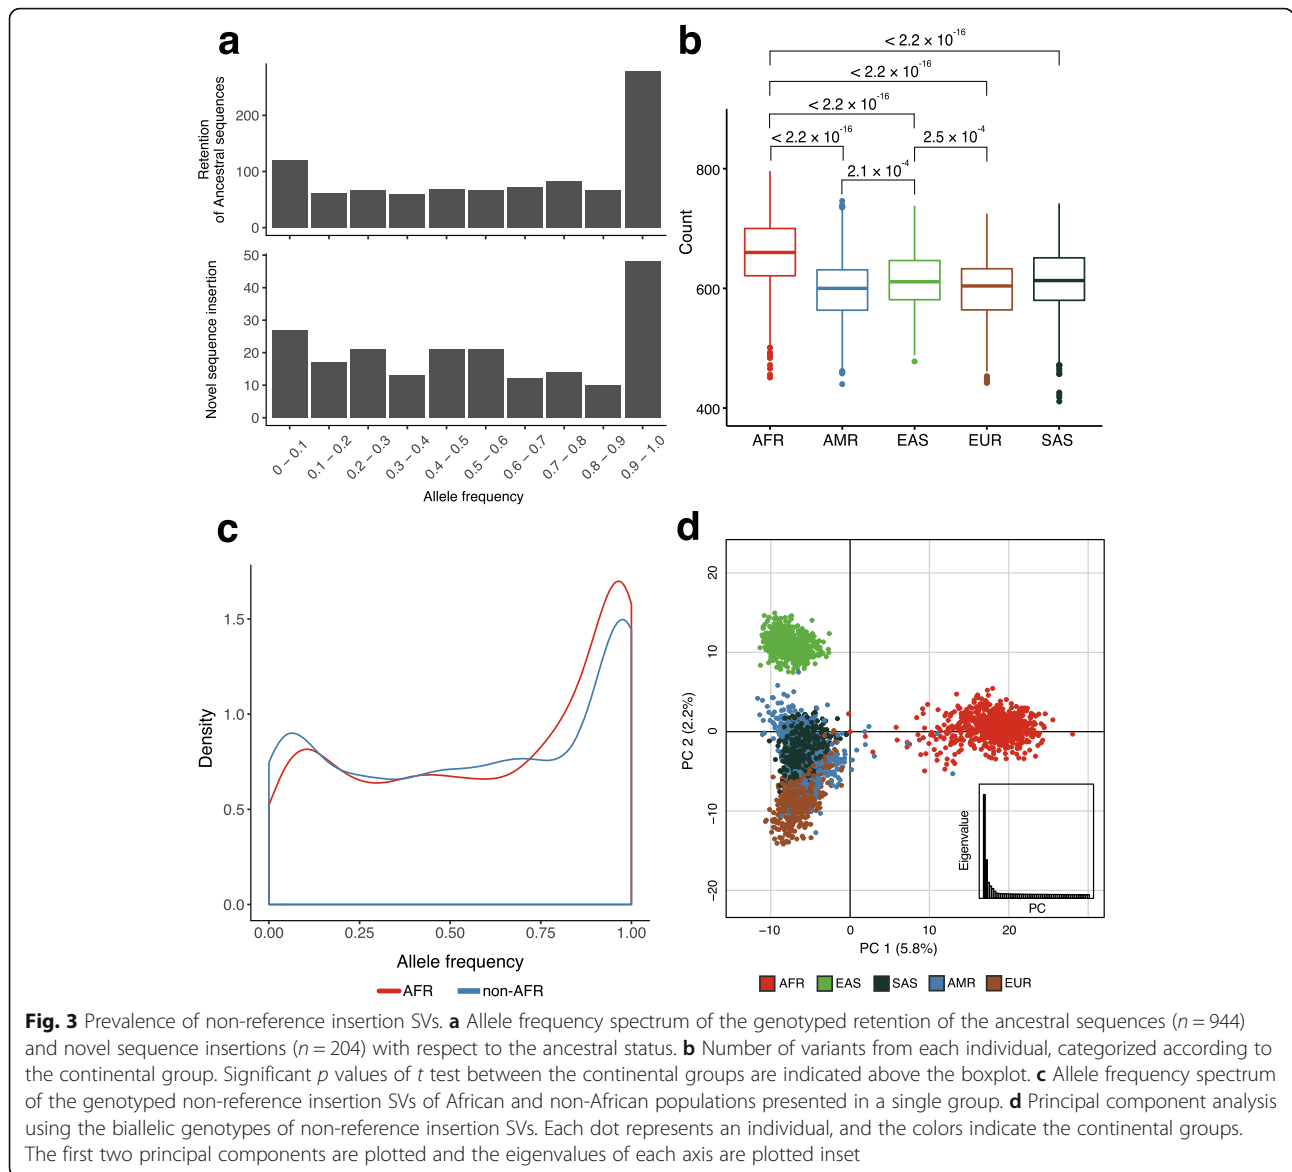 a
Retention
of Ancestral sequences
200
100
0
Novel sequence insertion
50
40
30
20
10
0
0 – 0.1
0.1 – 0.2
0.2 – 0.3
0.3 – 0.4
0.4 – 0.5
0.5 – 0.6
0.6 – 0.7
0.7 – 0.8
0.8 – 0.9
0.9 – 1.0
Allele frequency
b
< 2.2 × 10-16
< 2.2 × 10-16
< 2.2 × 10-16
< 2.2 × 10-16
2.5 × 10-4
2.1 × 10-4
Count
800
600
400
AFR
AMR
EAS
EUR
SAS
c
Density
1.5
1.0
0.5
0.0
0.00
0.25
0.50
0.75
1.00
Allele frequency
AFR
non-AFR
d
PC 2 (2.2%)
20
10
0
−10
−20
Eigenvalue
PC
−10
0
10
20
PC 1 (5.8%)
AFR
EAS
SAS
AMR
EUR
Fig. 3 Prevalence of non-reference insertion SVs. a Allele frequency spectrum of the genotyped retention of the ancestral sequences (n = 944)
and novel sequence insertions (n = 204) with respect to the ancestral status. b Number of variants from each individual, categorized according to
the continental group. Significant p values of t test between the continental groups are indicated above the boxplot. c Allele frequency spectrum
of the genotyped non-reference insertion SVs of African and non-African populations presented in a single group. d Principal component analysis
using the biallelic genotypes of non-reference insertion SVs. Each dot represents an individual, and the colors indicate the continental groups.
The first two principal components are plotted and the eigenvalues of each axis are plotted inset